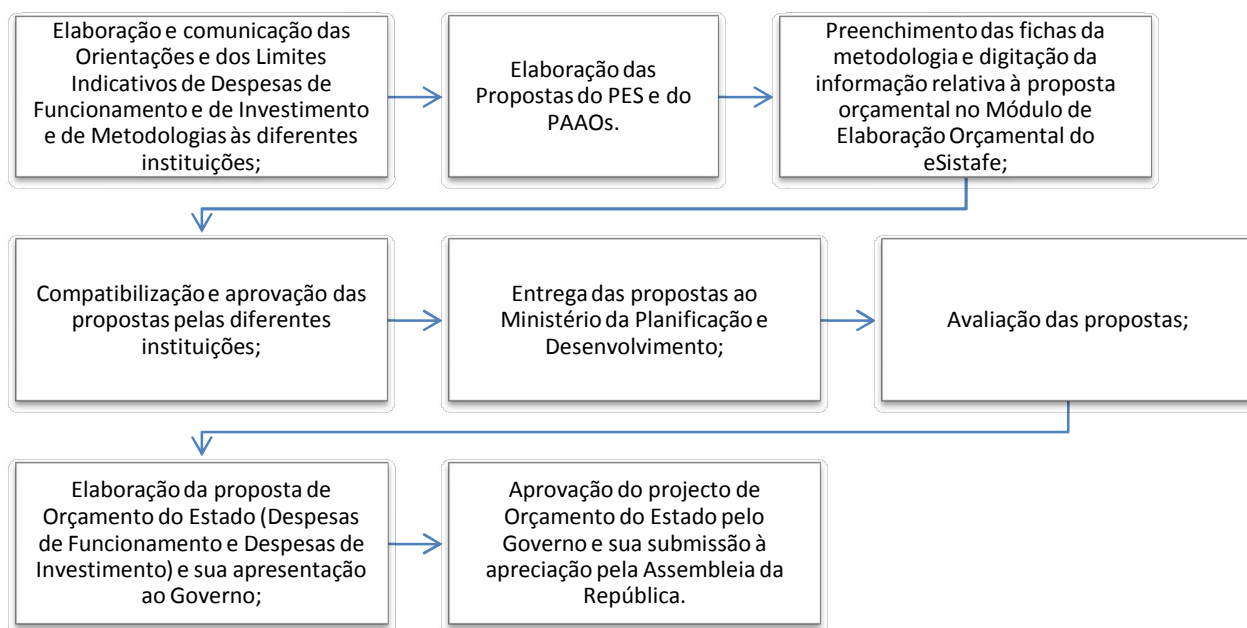 Elaboração e comunicação das
Orientações e dos Limites
Indicativos de Despesas de
Funcionamento e de Investimento
e de Metodologias às diferentes
instituições;
Elaboração das
Propostas do PES e do
PAAOs.
Preenchimento das fichas da
metodologia e digitação da
informação relativa à proposta
orçamental no Módulo de
Elaboração Orçamental do
eSistafe;
Compatibilização e aprovação das
propostas pelas diferentes
instituições;
Entrega das propostas ao
Ministério da Planificação e
Desenvolvimento;
Avaliação das propostas;
Elaboração da proposta de
Orçamento do Estado (Despesas
de Funcionamento e Despesas de
Investimento) e sua apresentação
ao Governo;
Aprovação do projecto de
Orçamento do Estado pelo
Governo e sua submissão à
apreciação pela Assembleia da
República.